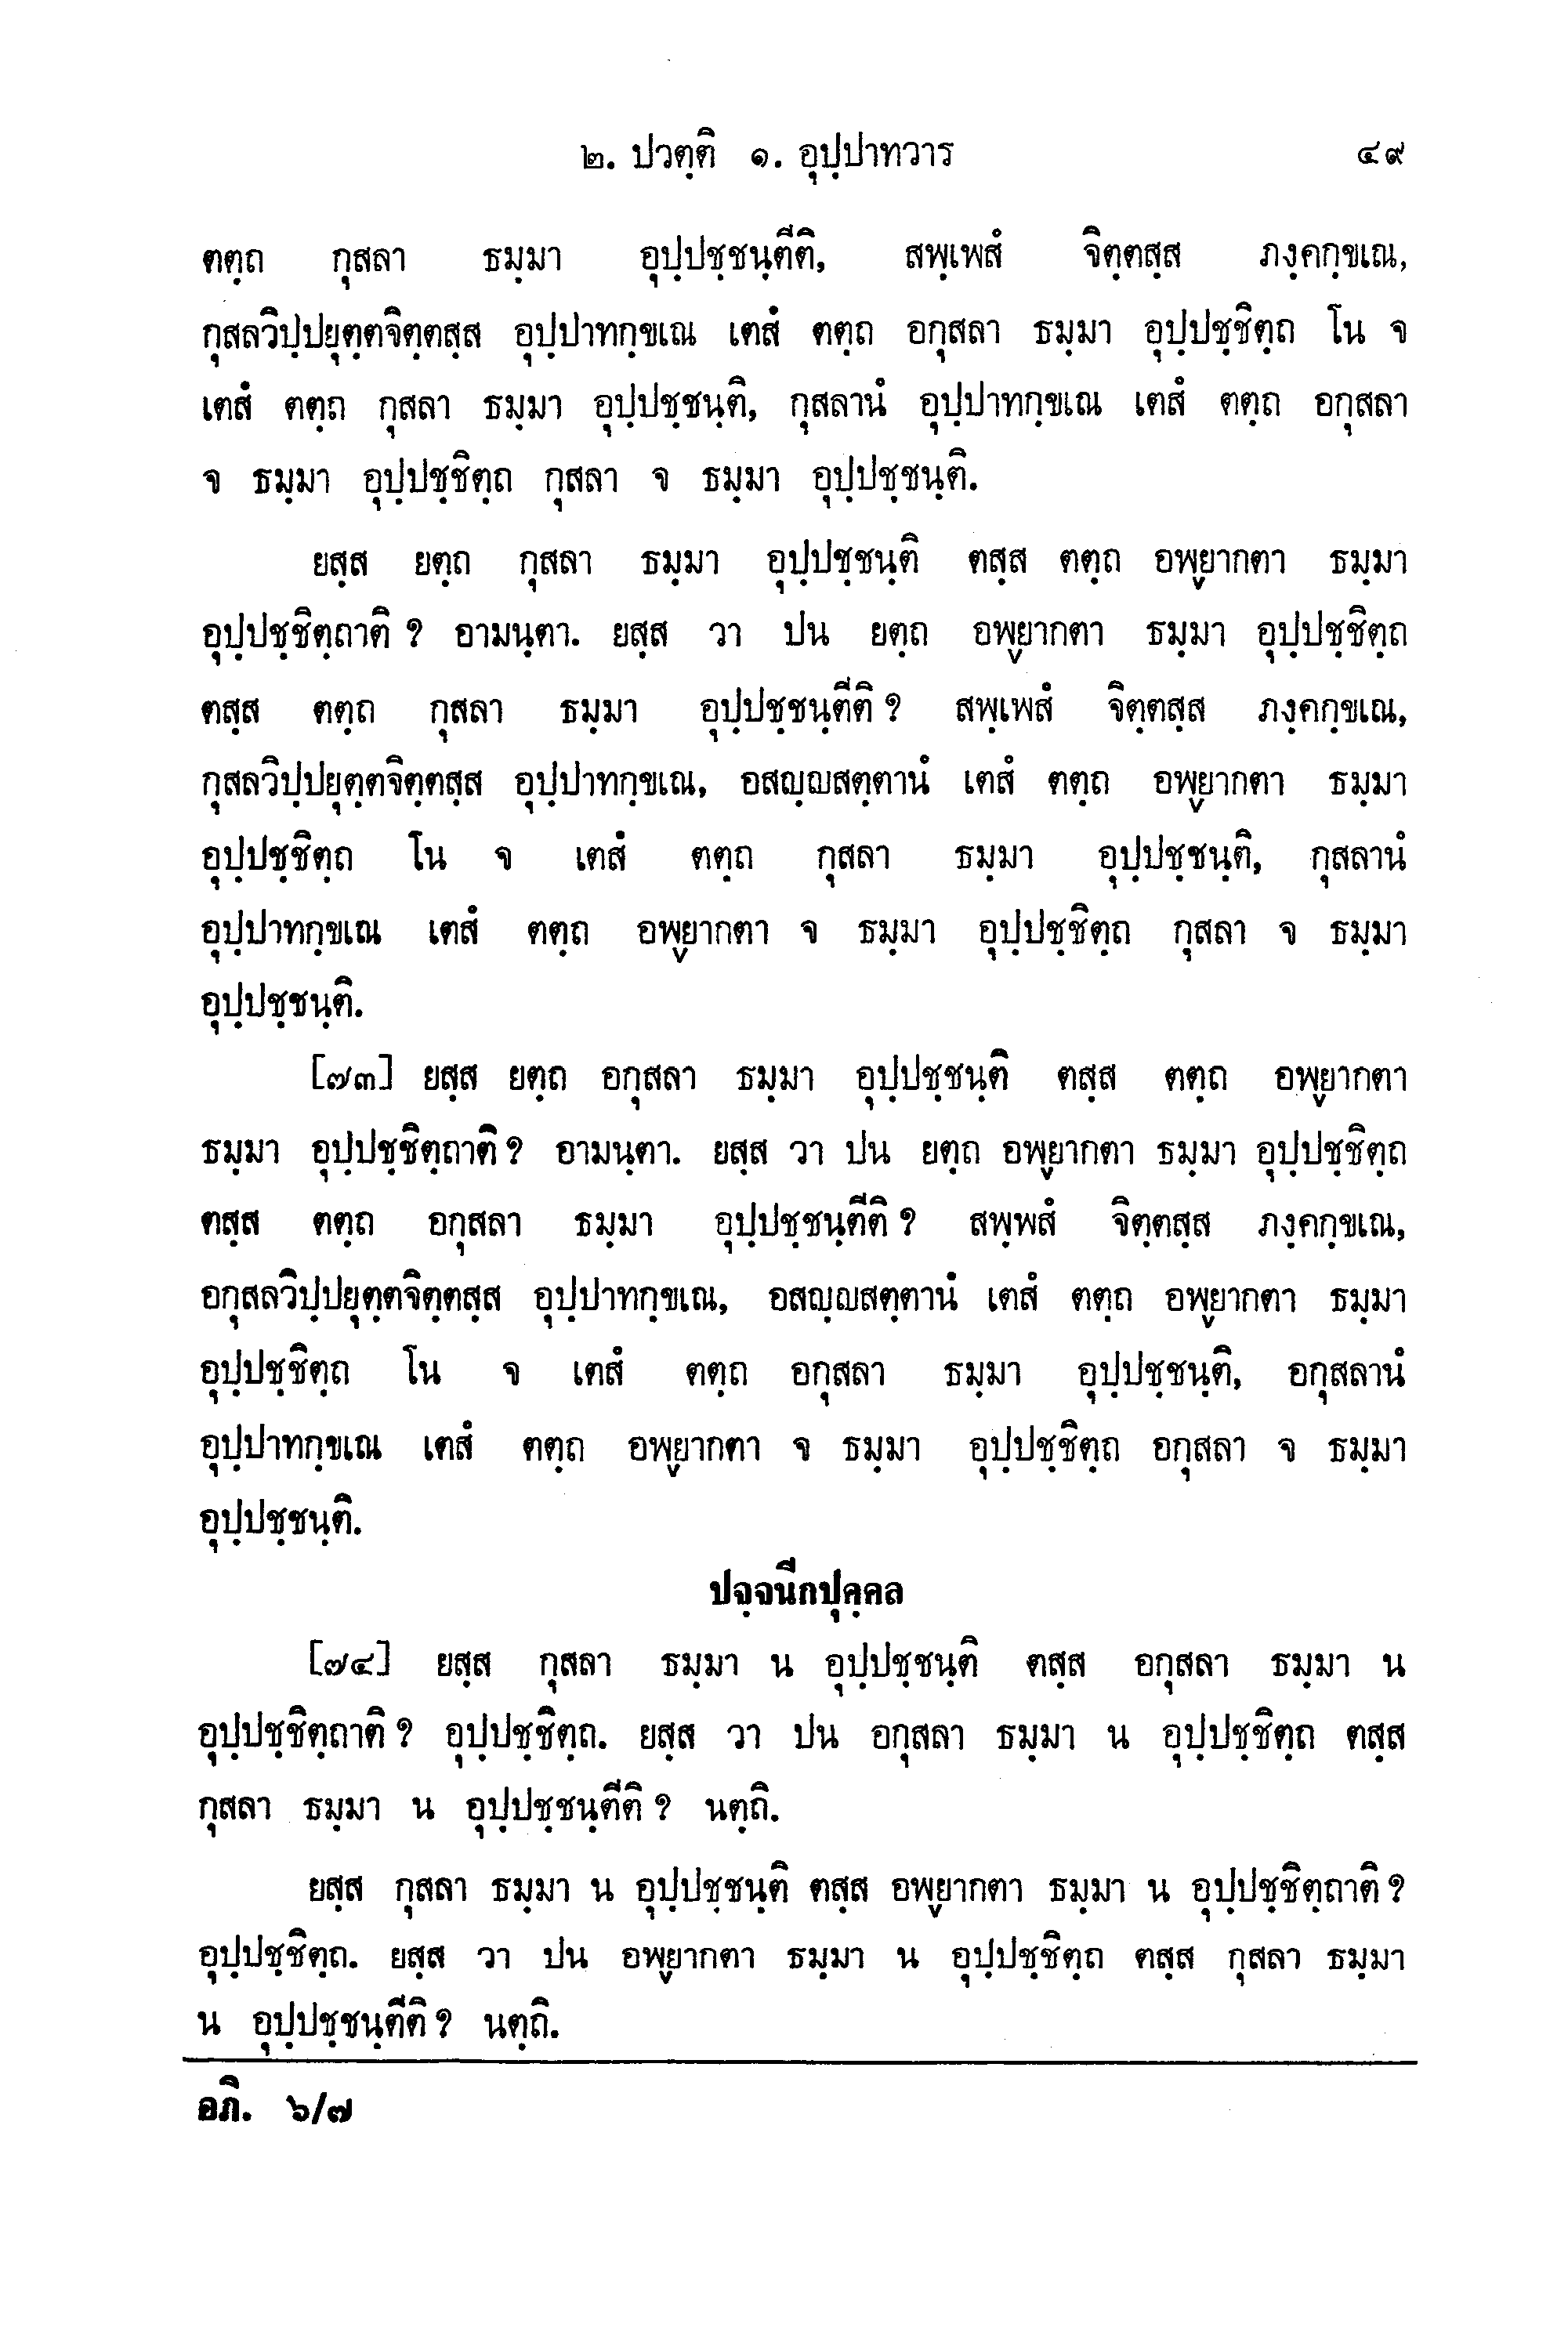 ๒. ปวตฺติ ๑. อุปฺปาทวาร ๔๙
ตตฺถ กุสลา ธมฺมา อุปฺปชฺชนฺตีติ, สพฺเพสํ จิตฺตสฺส ภงฺคกฺขเณ,
กุสลวิปฺปยุตฺตจิตฺตสฺส อุปฺปาทกฺขเณ เตสํ ตตฺถ อกุสลา ธมฺมา อุปฺปชฺชิตฺถ โน จ
เตสํ ตตฺถ กุสลา ธมฺมา อุปฺปชฺชนฺติ, กุสลานํ อุปฺปาทกฺขเณ เตสํ ตตฺถ อกุสลา
จ ธมฺมา อุปฺปชฺชิตฺถ กุสลา จ ธมฺมา อุปฺปชฺชนฺติ.
ยสฺส ยตฺถ กุสลา ธมฺมา อุปฺปชฺชนฺติ ตสฺส ตตฺถ อพฺยากตา ธมฺมา
อุปฺปชฺชิตฺถาติ ? อามนฺตา. ยสฺส วา ปน ยตฺถ อพฺยากตา ธมฺมา อุปฺปชฺชิตฺถ
ตสฺส ตตฺถ กุสลา ธมฺมา อุปฺปชฺชนฺตีติ ? สพฺเพสํ จิตฺตสฺส ภงฺคกฺขเณ,
กุสลวิปฺปยุตฺตจิตฺตสฺส อุปฺปาทกฺขเณ, อสญฺญสตฺตานํ เตสํ ตตฺถ อพฺยากตา ธมฺมา
อุปฺปชฺชิตฺถ โน จ เตสํ ตตฺถ กุสลา ธมฺมา อุปฺปชฺชนฺติ, กุสลานํ
อุปฺปาทกฺขเณ เตสํ ตตฺถ อพฺยากตา จ ธมฺมา อุปฺปชฺชิตฺถ กุสลา จ ธมฺมา
อุปฺปชฺชนฺติ.
[๗๓] ยสฺส ยตฺถ อกุสลา ธมฺมา อุปฺปชฺชนฺติ ตสฺส ตตฺถ อพฺยากตา
ธมฺมา อุปฺปชฺชิตฺถาติ ? อามนฺตา. ยสฺส วา ปน ยตฺถ อพฺยากตา ธมฺมา อุปฺปชฺชิตฺถ
ตสฺส ตตฺถ อกุสลา ธมฺมา อุปฺปชฺชนฺตีติ ? สพฺพสํ จิตฺตสฺส ภงฺคกฺขเณ,
อกุสลวิปฺปยุตฺตจิตฺตสฺส อุปฺปาทกฺขเณ, อสญฺญสตฺตานํ เตสํ ตตฺถ อพฺยากตา ธมฺมา
อุปฺปชฺชิตฺถ โน จ เตสํ ตตฺถ อกุสลา ธมฺมา อุปฺปชฺชนฺติ, อกุสลานํ
อุปฺปาทกฺขเณ เตสํ ตตฺถ อพฺยากตา จ ธมฺมา อุปฺปชฺชิตฺถ อกุสลา จ ธมฺมา
อุปฺปชฺชนฺติ.
ปจฺจนีกปุคฺคล
[๗๔] ยสฺส กุสลา ธมฺมา น อุปฺปชฺชนฺติ ตสฺส อกุสลา ธมฺมา น
อุปฺปชฺชิตฺถาติ ? อุปฺปชฺชิตฺถ. ยสฺส วา ปน อกุสลา ธมฺมา น อุปฺปชฺชิตฺถ ตสฺส
กุสลา ธมฺมา น อุปฺปชฺชนฺตีติ ? นตฺถิ.
ยสฺส กุสลา ธมฺมา น อุปฺปชฺชนฺติ ตสฺส อพฺยากตา ธมฺมา น อุปฺปชฺชิตฺถาติ ?
อุปฺปชฺชิตฺถ. ยสฺส วา ปน อพฺยากตา ธมฺมา น อุปฺปชฺชิตฺถ ตสฺส กุสลา ธมฺมา
น อุปฺปชฺชนฺตีติ ? นตฺถิ.
อภิ. ๖/๗